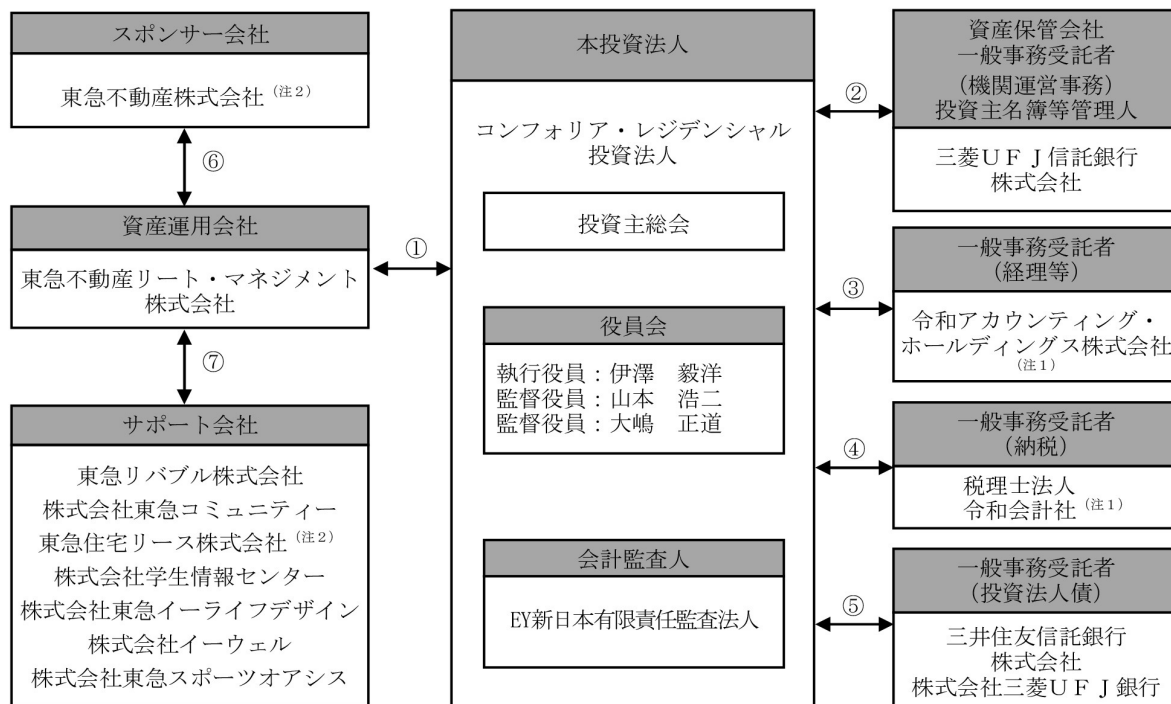 スポンサー会社
東急不動産株式会社(注2)
⑥
資産運用会社
東急不動産リート・マネジメント
株式会社
⑦
サポート会社
東急リバブル株式会社
株式会社東急コミュニティー
東急住宅リース株式会社(注2)
株式会社学生情報センター
株式会社東急イーライフデザイン
株式会社イーウェル
株式会社東急スポーツオアシス
①
本投資法人
コンフォリア・レジデンシャル
投資法人
投資主総会
役員会
執行役員：伊澤　毅洋
監督役員：山本　浩二
監督役員：大嶋　正道
会計監査人
EY新日本有限責任監査法人
②
資産保管会社
一般事務受託者
(機関運営事務)
投資主名簿等管理人
三菱ＵＦＪ信託銀行
株式会社
③
一般事務受託者
(経理等)
令和アカウンティング・
ホールディングス株式会社
(注1)
④
一般事務受託者
(納税)
税理士法人
令和会計社(注1)
⑤
一般事務受託者
(投資法人債)
三井住友信託銀行
株式会社
株式会社三菱ＵＦＪ銀行